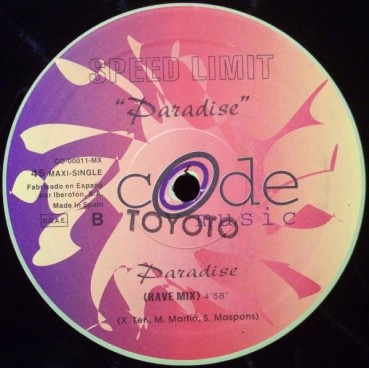 SPEED LIMIT
"Paradise"
CO-00011-MX
45 MAXI-SINGLE
Fabricado en España
por Iberofón, S.A.
Made in Spain
S.G.A.E.
B
code
music
TOYOTO
Paradise
(RAVE MIX) 4'58"
(X. Ten, M. Martin, S. Maspons)